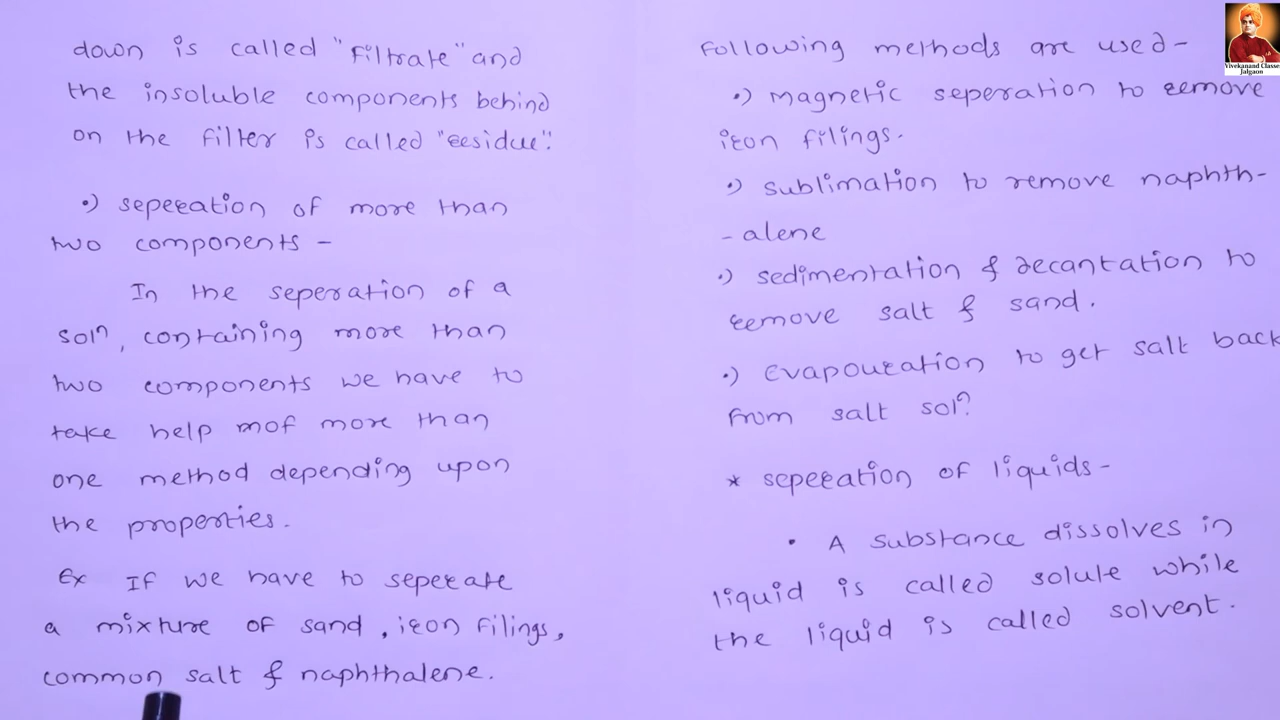 down is called "Filtrate" and
the insoluble components behind
on the filter is called "residue".
•) seperation of more than
two components -
In the seperation of a
solⁿ, containing more than
two components we have to
take help mof more than
one method depending upon
the properties.
Ex If we have to seperate
a mixture of sand, iron filings,
common salt & naphthalene.
Following methods are used -
•) Magnetic seperation to remove
iron filings.
•) sublimation to remove naphth-
- alene
•) sedimentation & decantation to
remove salt & sand.
•) evapouration to get salt back
from salt solⁿ.
* seperation of liquids -
• A substance dissolves in
liquid is called solute while
the liquid is called solvent.
Vivekanand Classes
Jalgaon